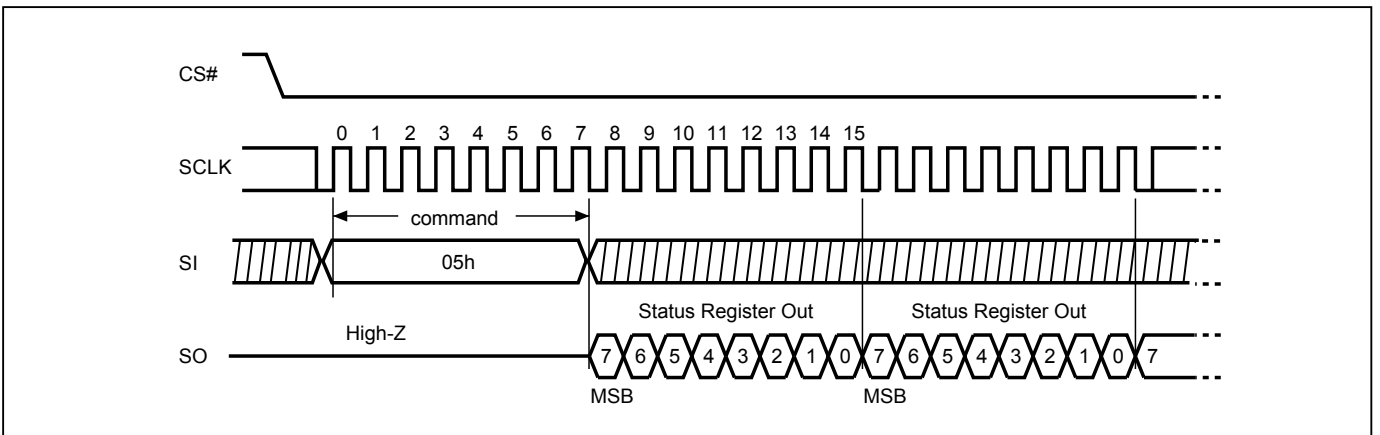 CS#
0 1 2 3 4 5 6 7 8 9 10 11 12 13 14 15
SCLK
command
SI
05h
Status Register Out Status Register Out
High-Z
SO
7 6 5 4 3 2 1 0 7 6 5 4 3 2 1 0 7
MSB MSB